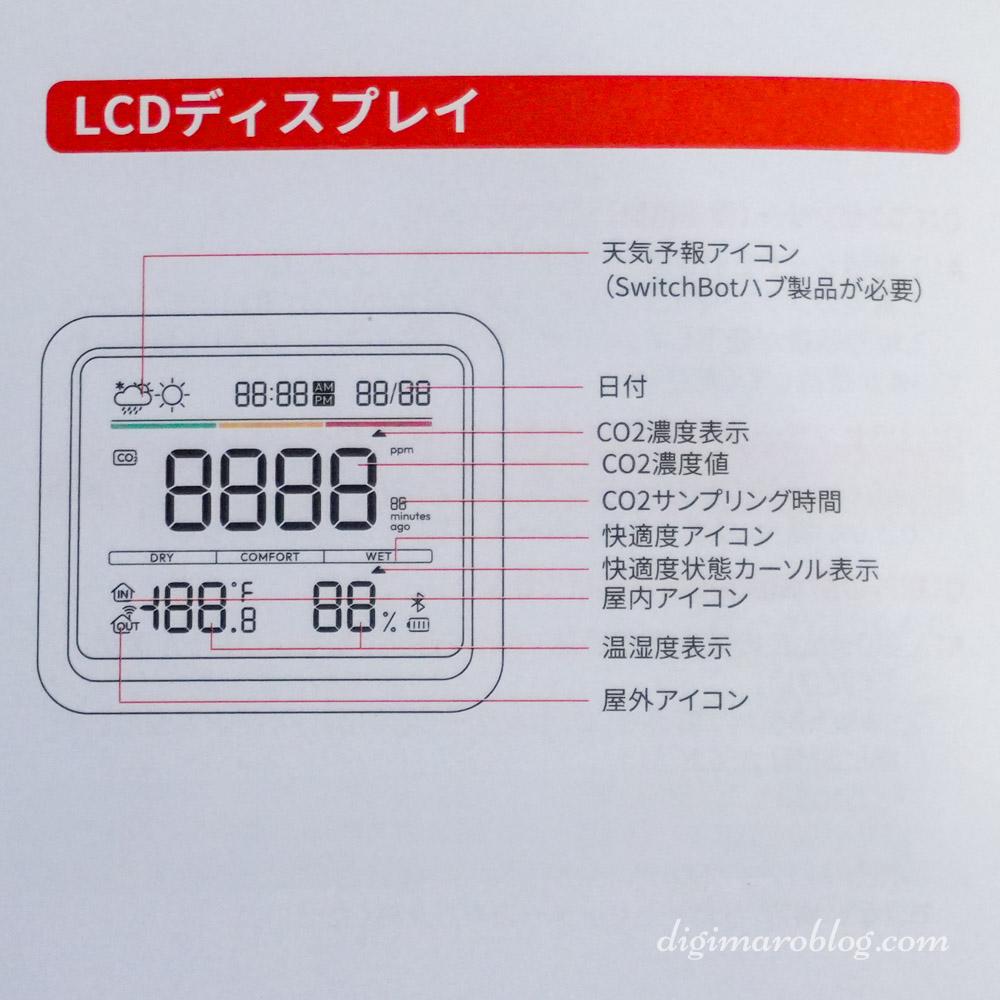 LCDディスプレイ
天気予報アイコン
（SwitchBotハブ製品が必要）
88:88 AM PM 88/88
日付
CO2濃度表示
CO2 8888 ppm
CO2濃度値
88 minutes ago
CO2サンプリング時間
快適度アイコン
DRY COMFORT WET
快適度状態カーソル表示
IN
屋内アイコン
-188.8 °F 88%
OUT
温湿度表示
屋外アイコン
digimaroblog.com